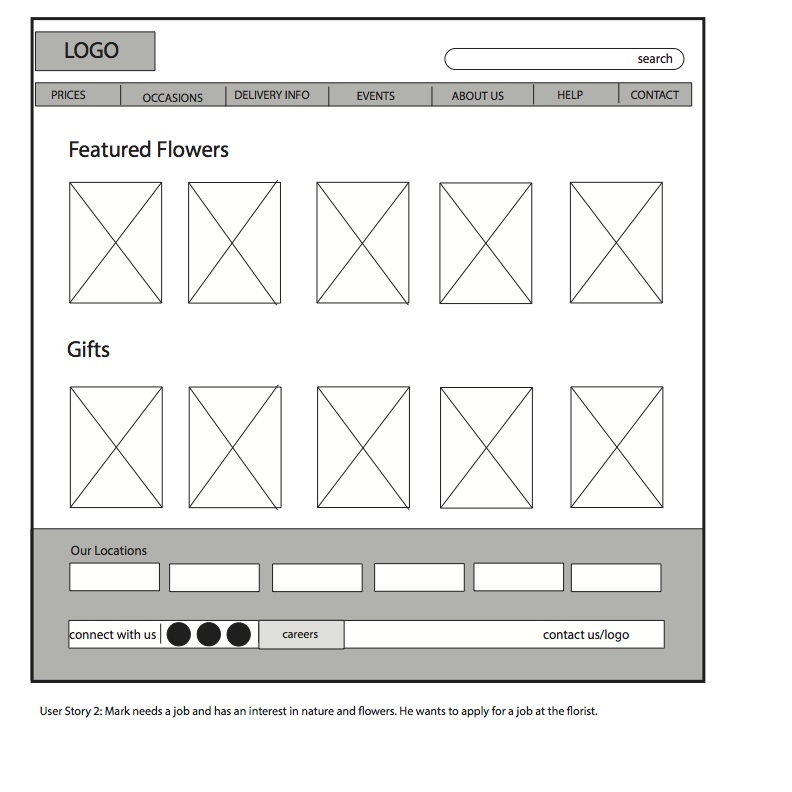 LOGO
search
PRICES OCCASIONS DELIVERY INFO EVENTS ABOUT US HELP CONTACT
Featured Flowers
Gifts
Our Locations
connect with us careers contact us/logo
User Story 2: Mark needs a job and has an interest in nature and flowers. He wants to apply for a job at the florist.